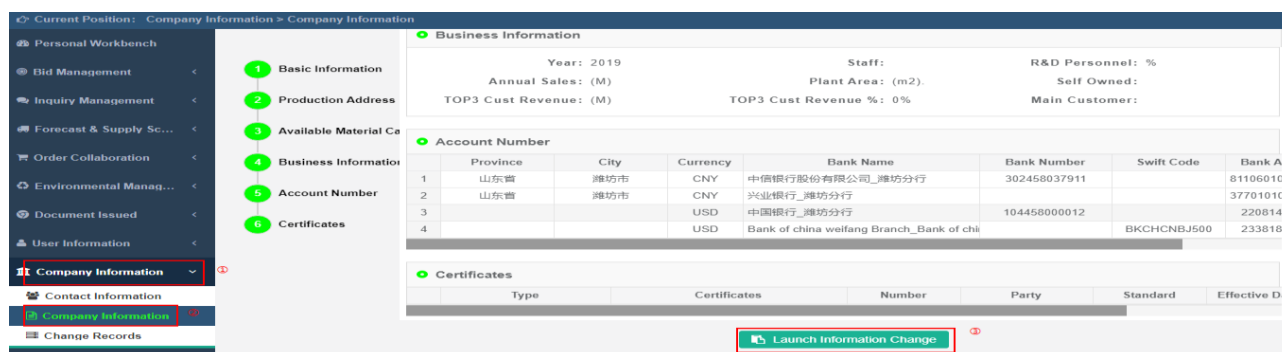 Current Position: Company Information > Company Information
Personal Workbench
Bid Management
Inquiry Management
Forecast & Supply Sc...
Order Collaboration
Environmental Manag...
Document Issued
User Information
Company Information
①
Contact Information
Company Information
Change Records
1 Basic Information
2 Production Address
3 Available Material Ca
4 Business Information
5 Account Number
6 Certificates
Business Information
Year: 2019 Staff: R&D Personnel: %
Annual Sales: (M) Plant Area: (m2). Self Owned:
TOP3 Cust Revenue: (M) TOP3 Cust Revenue %: 0% Main Customer:
Account Number
Province City Currency Bank Name Bank Number Swift Code Bank A
1 山东省 潍坊市 CNY 中信银行股份有限公司_潍坊分行 302458037911 81106010
2 山东省 潍坊市 CNY 兴业银行_潍坊分行 37701010
3 USD 中国银行_潍坊分行 104458000012 220814
4 USD Bank of china weifang Branch_Bank of chi BKCHCNBJ500 233818
Certificates
Type Certificates Number Party Standard Effective D
Launch Information Change
③